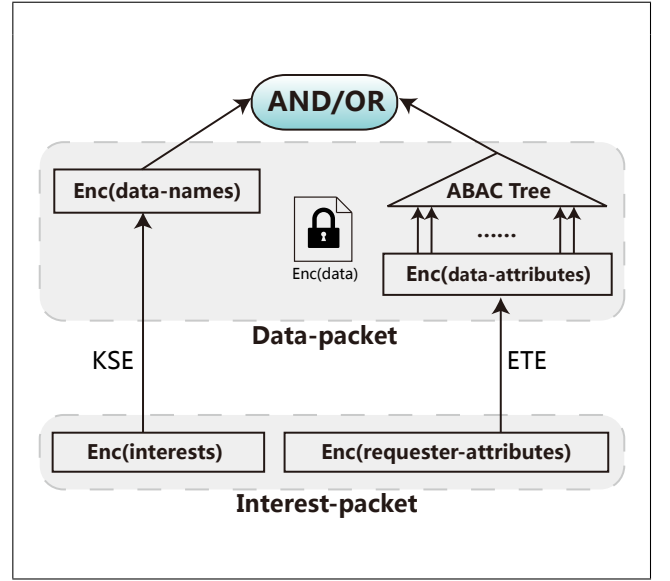 AND/OR
Enc(data-names)
ABAC Tree
......
Enc(data)
Enc(data-attributes)
Data-packet
KSE
ETE
Enc(interests)
Enc(requester-attributes)
Interest-packet